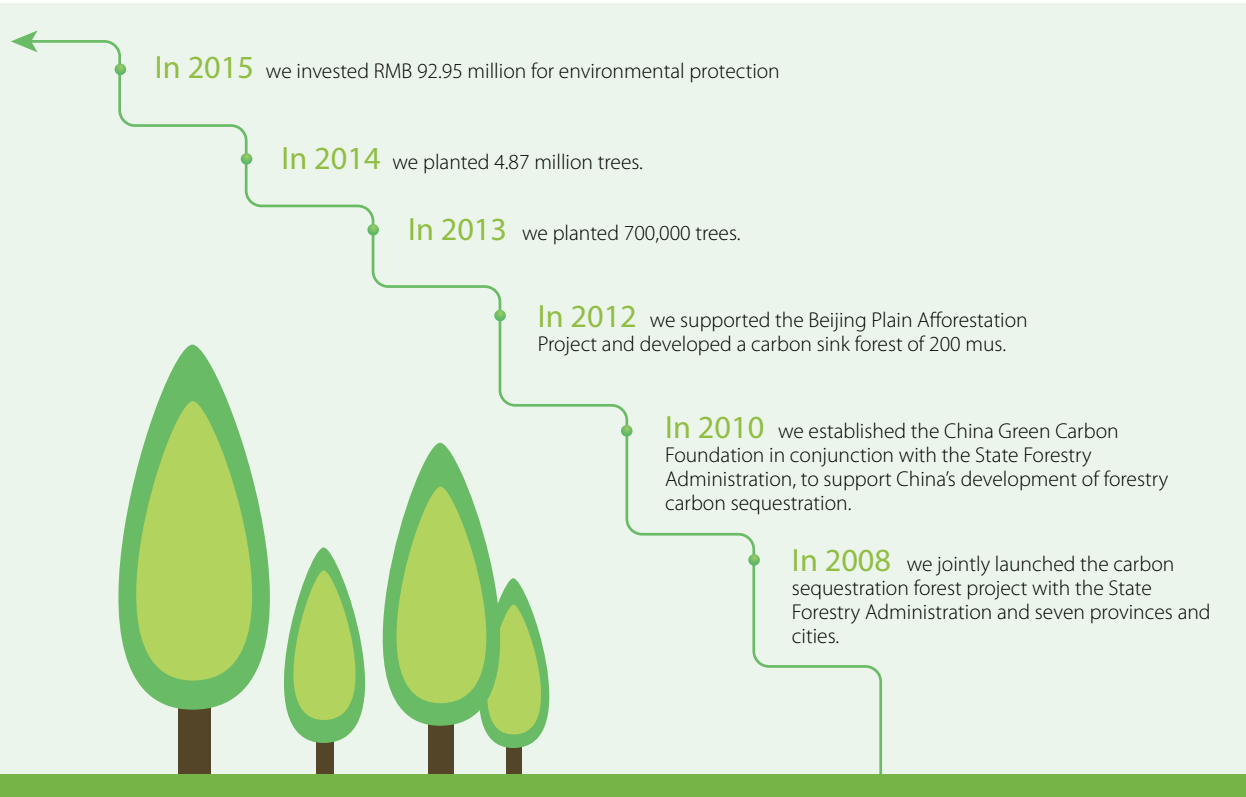 In 2015 we invested RMB 92.95 million for environmental protection
In 2014 we planted 4.87 million trees.
In 2013 we planted 700,000 trees.
In 2012 we supported the Beijing Plain Afforestation
Project and developed a carbon sink forest of 200 mus.
In 2010 we established the China Green Carbon
Foundation in conjunction with the State Forestry
Administration, to support China’s development of forestry
carbon sequestration.
In 2008 we jointly launched the carbon
sequestration forest project with the State
Forestry Administration and seven provinces and
cities.